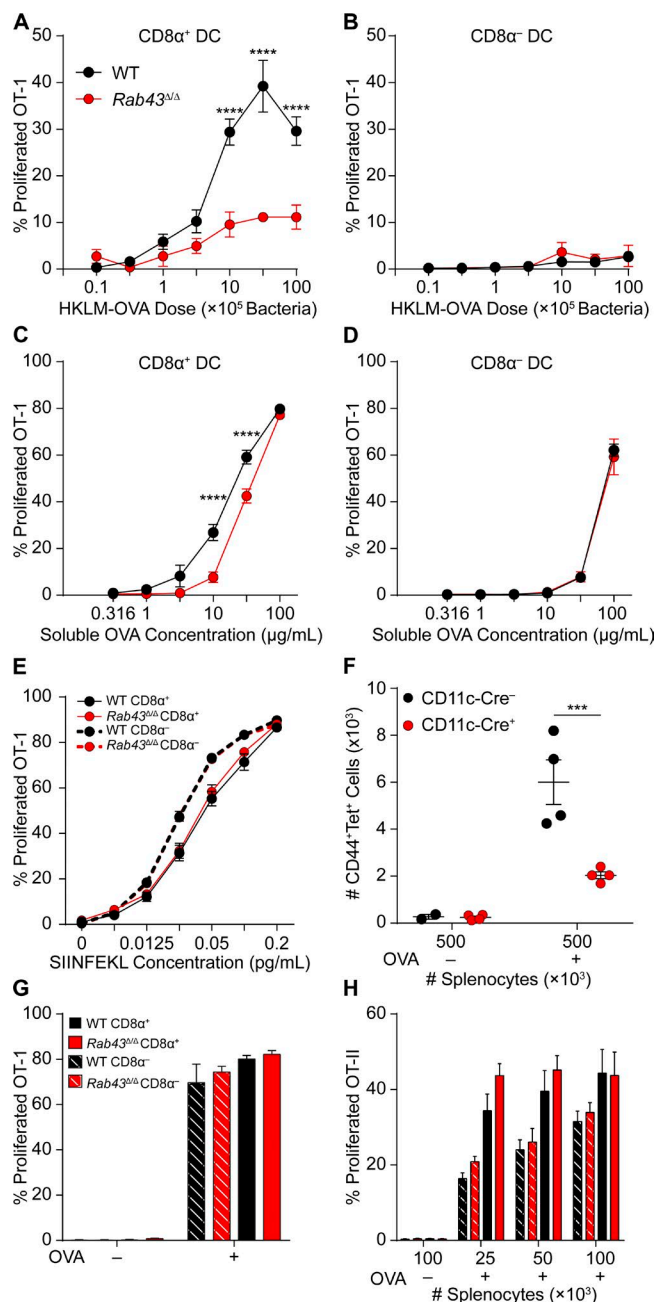 A
CD8α⁺ DC
WT
Rab43Δ/Δ
****
****
****
% Proliferated OT-1
50
40
30
20
10
0
0.1
1
10
100
HKLM-OVA Dose (×10⁵ Bacteria)
B
CD8α⁻ DC
% Proliferated OT-1
50
40
30
20
10
0
0.1
1
10
100
HKLM-OVA Dose (×10⁵ Bacteria)
C
CD8α⁺ DC
****
****
% Proliferated OT-1
100
80
60
40
20
0
0.316
1
10
100
Soluble OVA Concentration (μg/mL)
D
CD8α⁻ DC
% Proliferated OT-1
100
80
60
40
20
0
0.316
1
10
100
Soluble OVA Concentration (μg/mL)
E
WT CD8α⁺
Rab43Δ/Δ CD8α⁺
WT CD8α⁻
Rab43Δ/Δ CD8α⁻
% Proliferated OT-1
100
80
60
40
20
0
0
0.0125
0.05
0.2
SIINFEKL Concentration (pg/mL)
F
CD11c-Cre⁻
CD11c-Cre⁺
***
# CD44⁺Tet⁺ Cells (x10³)
10
8
6
4
2
0
500
500
OVA
–
+
# Splenocytes (×10³)
G
WT CD8α⁺
Rab43Δ/Δ CD8α⁺
WT CD8α⁻
Rab43Δ/Δ CD8α⁻
% Proliferated OT-1
100
80
60
40
20
0
OVA
–
+
H
% Proliferated OT-II
60
40
20
0
100
25
50
100
OVA
–
+
+
+
# Splenocytes (×10³)